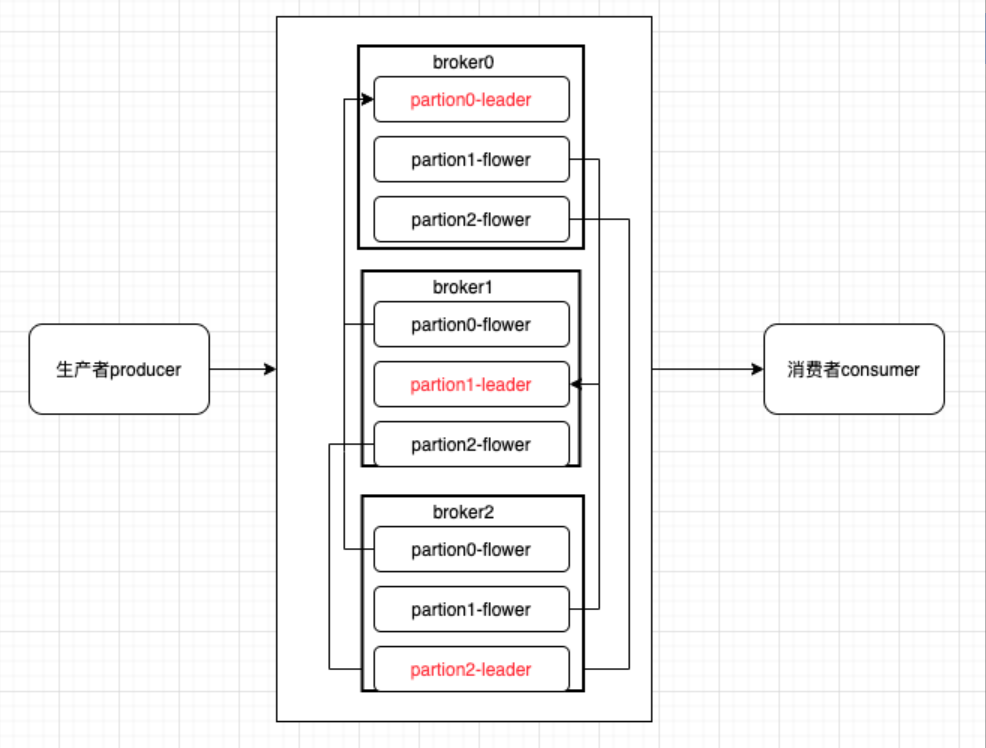 broker0
partion0-leader
partion1-flower
partion2-flower
broker1
partion0-flower
partion1-leader
partion2-flower
生产者producer
消费者consumer
broker2
partion0-flower
partion1-flower
partion2-leader